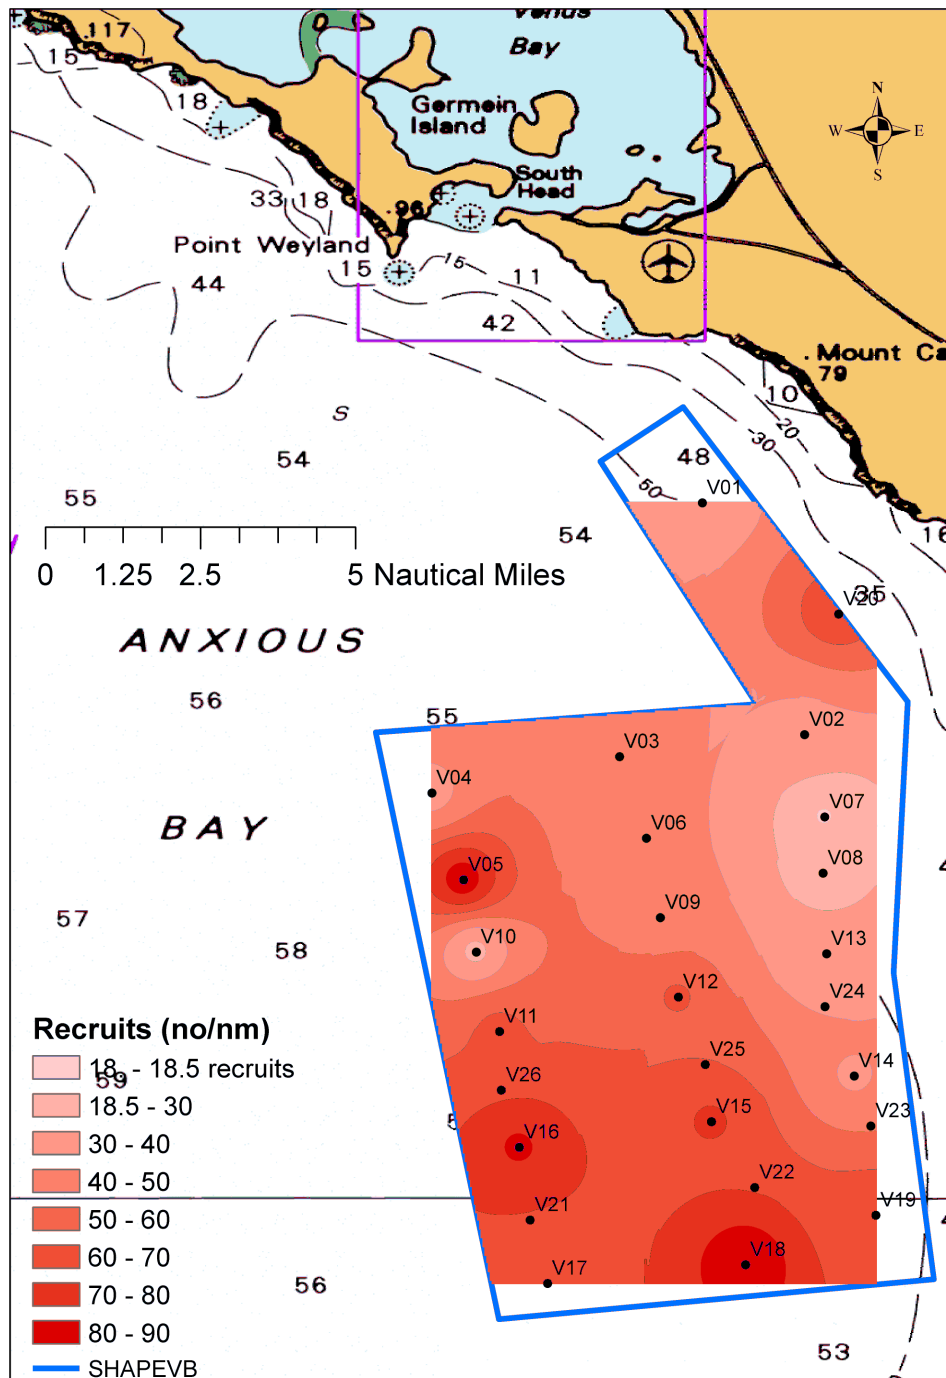 Venus
Bay
.117
15
18
Germein
Island
N
W
E
S
South
Head
33
18
.96
Point Weyland
15
15
11
44
42
Mount Ca
79
10
20
30
S
54
48
50
V01
55
54
16
0
1.25
2.5
5 Nautical Miles
35
V20
ANXIOUS
56
55
V02
V03
V04
V07
BAY
V06
V08
V05
57
V09
58
V10
V13
V12
V24
Recruits (no/nm)
V11
18. - 18.5 recruits
59
V25
V14
V26
18.5 - 30
V15
V23
30 - 40
V16
40 - 50
V22
50 - 60
V21
V19
60 - 70
V18
V17
56
70 - 80
80 - 90
53
SHAPEVB